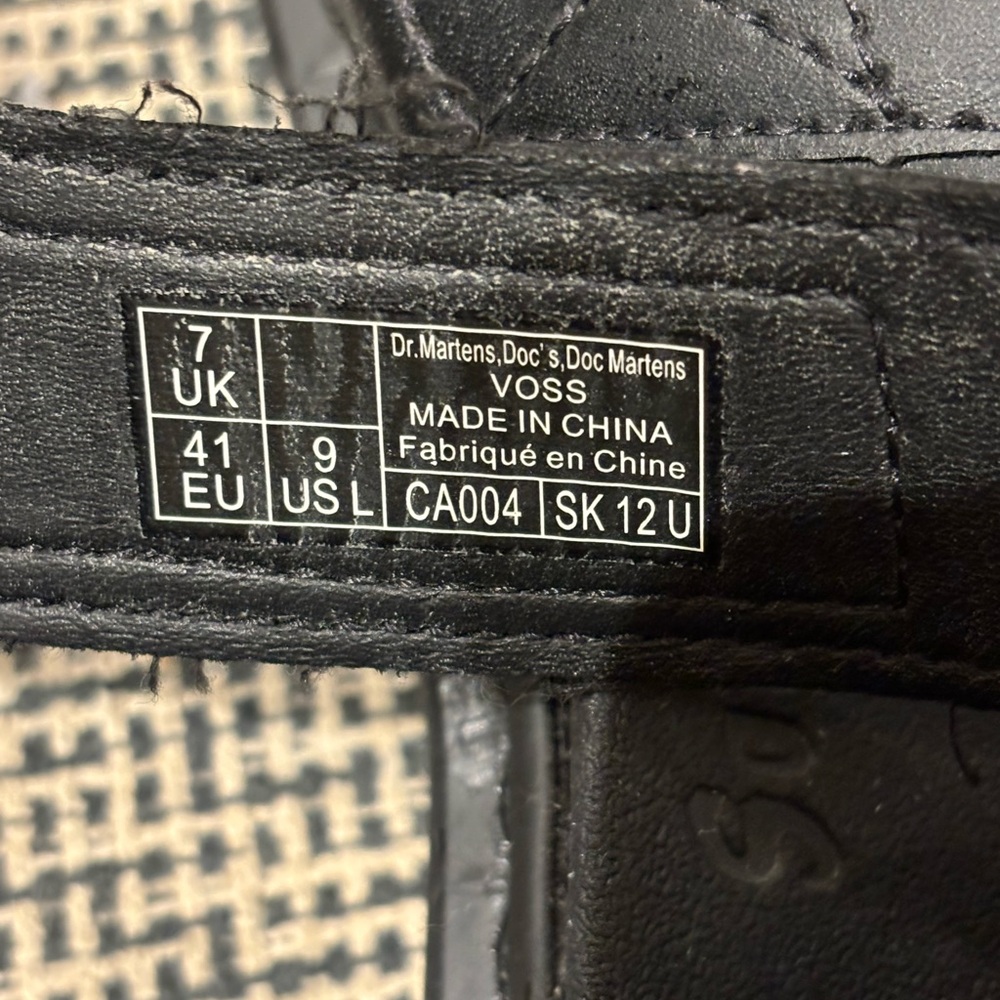 7
UK
41
EU
9
US L
Dr.Martens,Doc's,Doc Mártens
VOSS
MADE IN CHINA
Fabriqué en Chine
CA004
SK 12 U